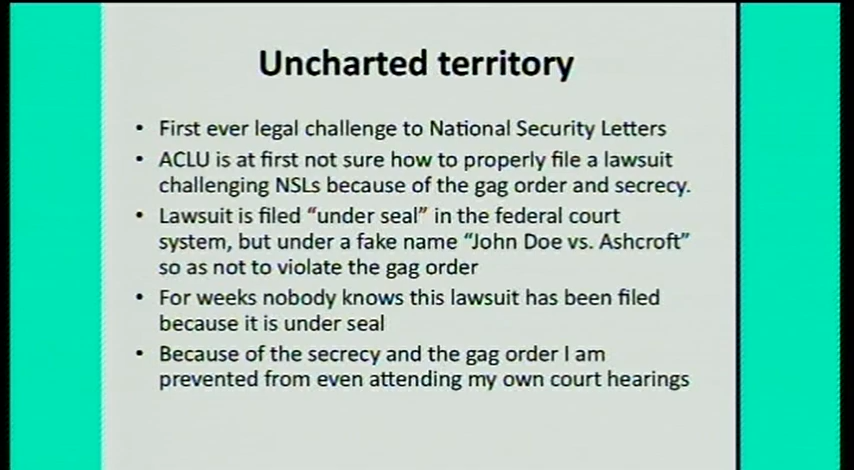 Uncharted territory
• First ever legal challenge to National Security Letters
• ACLU is at first not sure how to properly file a lawsuit
challenging NSLs because of the gag order and secrecy.
• Lawsuit is filed “under seal” in the federal court
system, but under a fake name “John Doe vs. Ashcroft”
so as not to violate the gag order
• For weeks nobody knows this lawsuit has been filed
because it is under seal
• Because of the secrecy and the gag order I am
prevented from even attending my own court hearings